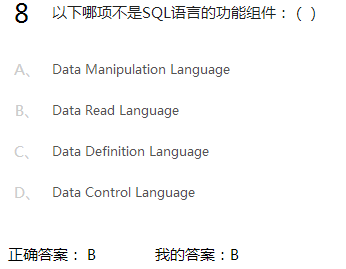 8 以下哪项不是SQL语言的功能组件：（ ）
A、 Data Manipulation Language
B、 Data Read Language
C、 Data Definition Language
D、 Data Control Language
正确答案： B 我的答案：B